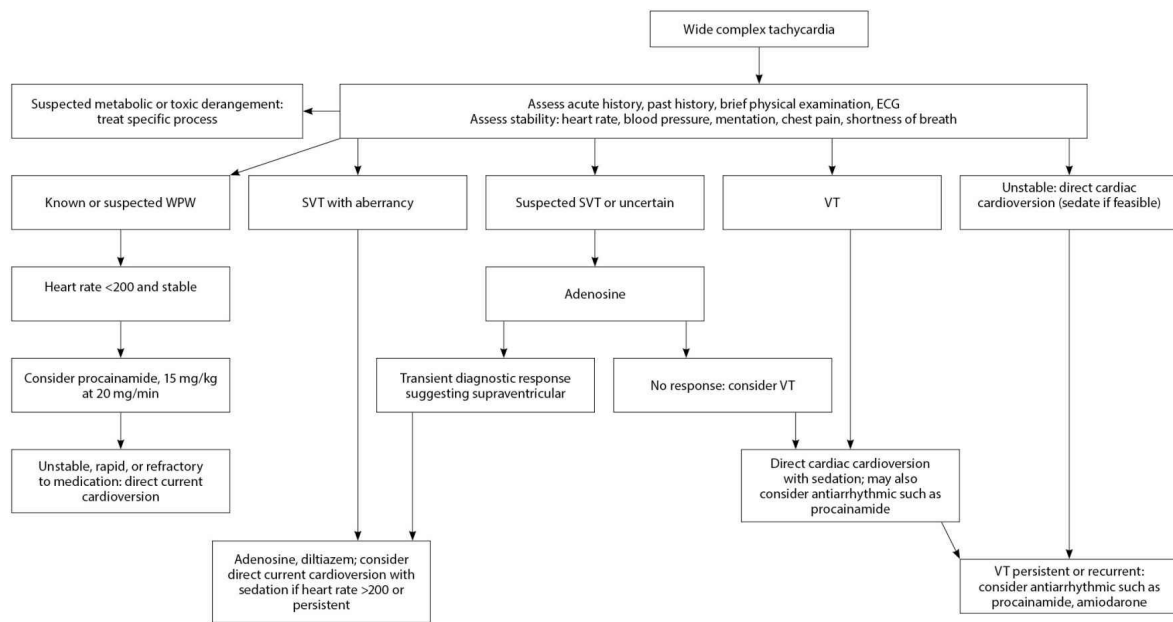 Wide complex tachycardia
Suspected metabolic or toxic derangement:
treat specific process
Assess acute history, past history, brief physical examination, ECG
Assess stability: heart rate, blood pressure, mentation, chest pain, shortness of breath
Known or suspected WPW
SVT with aberrancy
Suspected SVT or uncertain
VT
Unstable: direct cardiac
cardioversion (sedate if feasible)
Heart rate <200 and stable
Adenosine
Consider procainamide, 15 mg/kg
at 20 mg/min
Transient diagnostic response
suggesting supraventricular
No response: consider VT
Unstable, rapid, or refractory
to medication: direct current
cardioversion
Direct cardiac cardioversion
with sedation; may also
consider antiarrhythmic such as
procainamide
Adenosine, diltiazem; consider
direct current cardioversion with
sedation if heart rate >200 or
persistent
VT persistent or recurrent:
consider antiarrhythmic such as
procainamide, amiodarone